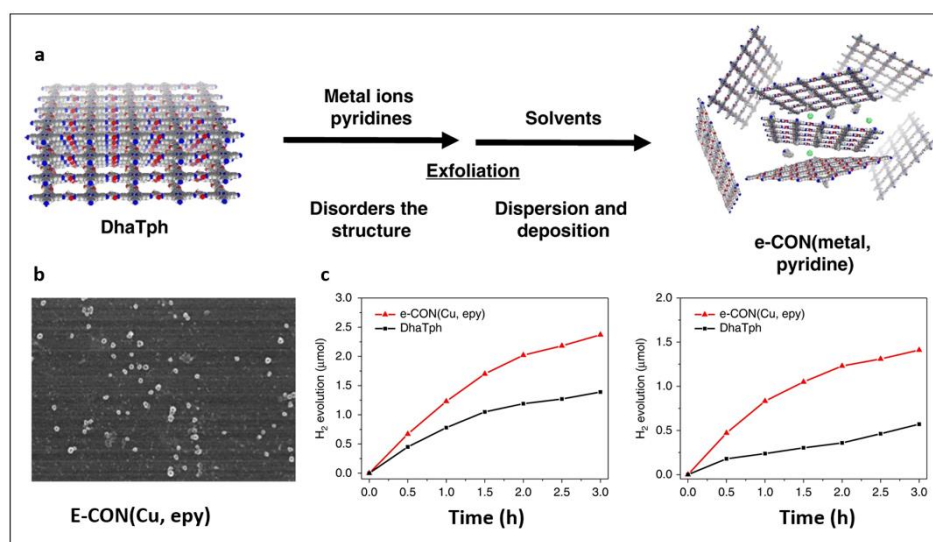 a
DhaTph
Metal ions
pyridines
Solvents
Exfoliation
Disorders the
structure
Dispersion and
deposition
e-CON(metal,
pyridine)
b
E-CON(Cu, epy)
c
3.0
2.5
2.0
1.5
1.0
0.5
0.0
H₂ evolution (μmol)
e-CON(Cu, epy)
DhaTph
0.0 0.5 1.0 1.5 2.0 2.5 3.0
Time (h)
2.0
1.5
1.0
0.5
0.0
H₂ evolution (μmol)
e-CON(Cu, epy)
DhaTph
0.0 0.5 1.0 1.5 2.0 2.5 3.0
Time (h)